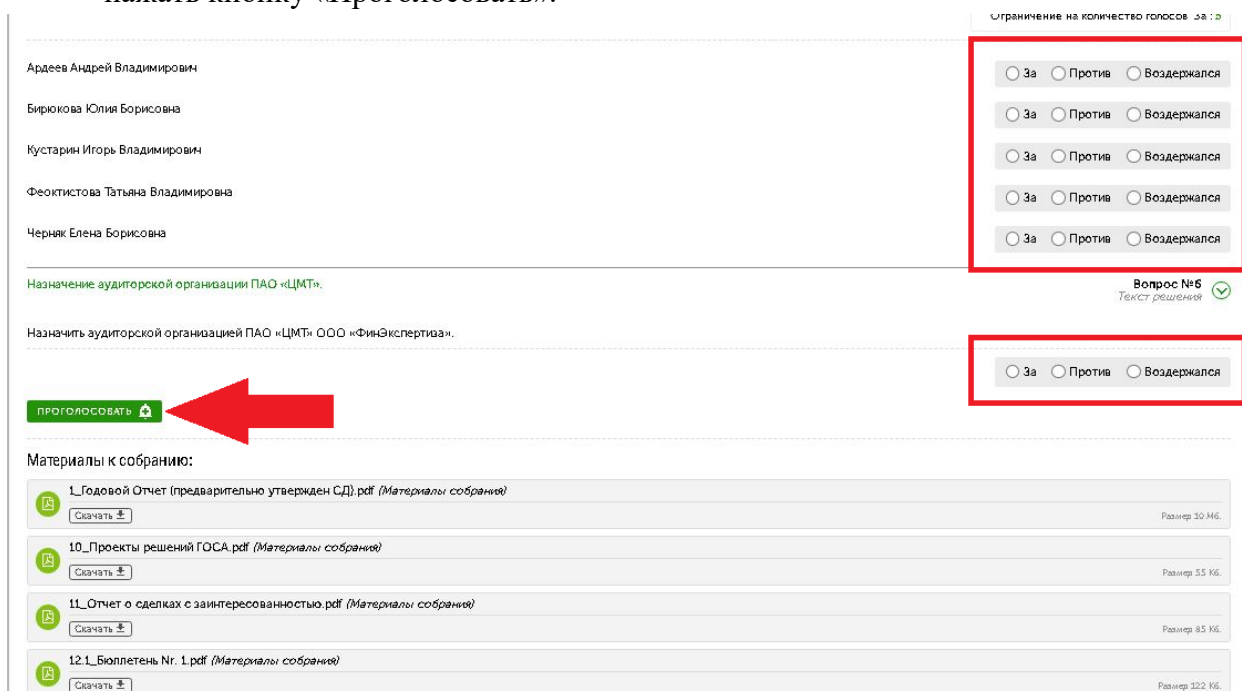 нажать кнопку «Проголосовать».
Ограничение на количество голосов "За": 5
Ардеев Андрей Владимирович
За Против Воздержался
Бирюкова Юлия Борисовна
За Против Воздержался
Кустарин Игорь Владимирович
За Против Воздержался
Феоктистова Татьяна Владимировна
За Против Воздержался
Черняк Елена Борисовна
За Против Воздержался
Назначение аудиторской организации ПАО «ЦМТ».
Вопрос №6
Текст решения
Назначить аудиторской организацией ПАО «ЦМТ» ООО «ФинЭкспертиза».
За Против Воздержался
ПРОГОЛОСОВАТЬ
Материалы к собранию:
1_Годовой Отчет (предварительно утвержден СД}.pdf (Материалы собрания)
Скачать
Размер 10 Мб.
10_Проекты решений ГОСА.pdf (Материалы собрания)
Скачать
Размер 55 Кб.
11_Отчет о сделках с заинтересованностью.pdf (Материалы собрания)
Скачать
Размер 85 Кб.
12.1_Бюллетень Nr. 1.pdf (Материалы собрания)
Скачать
Размер 122 Кб.